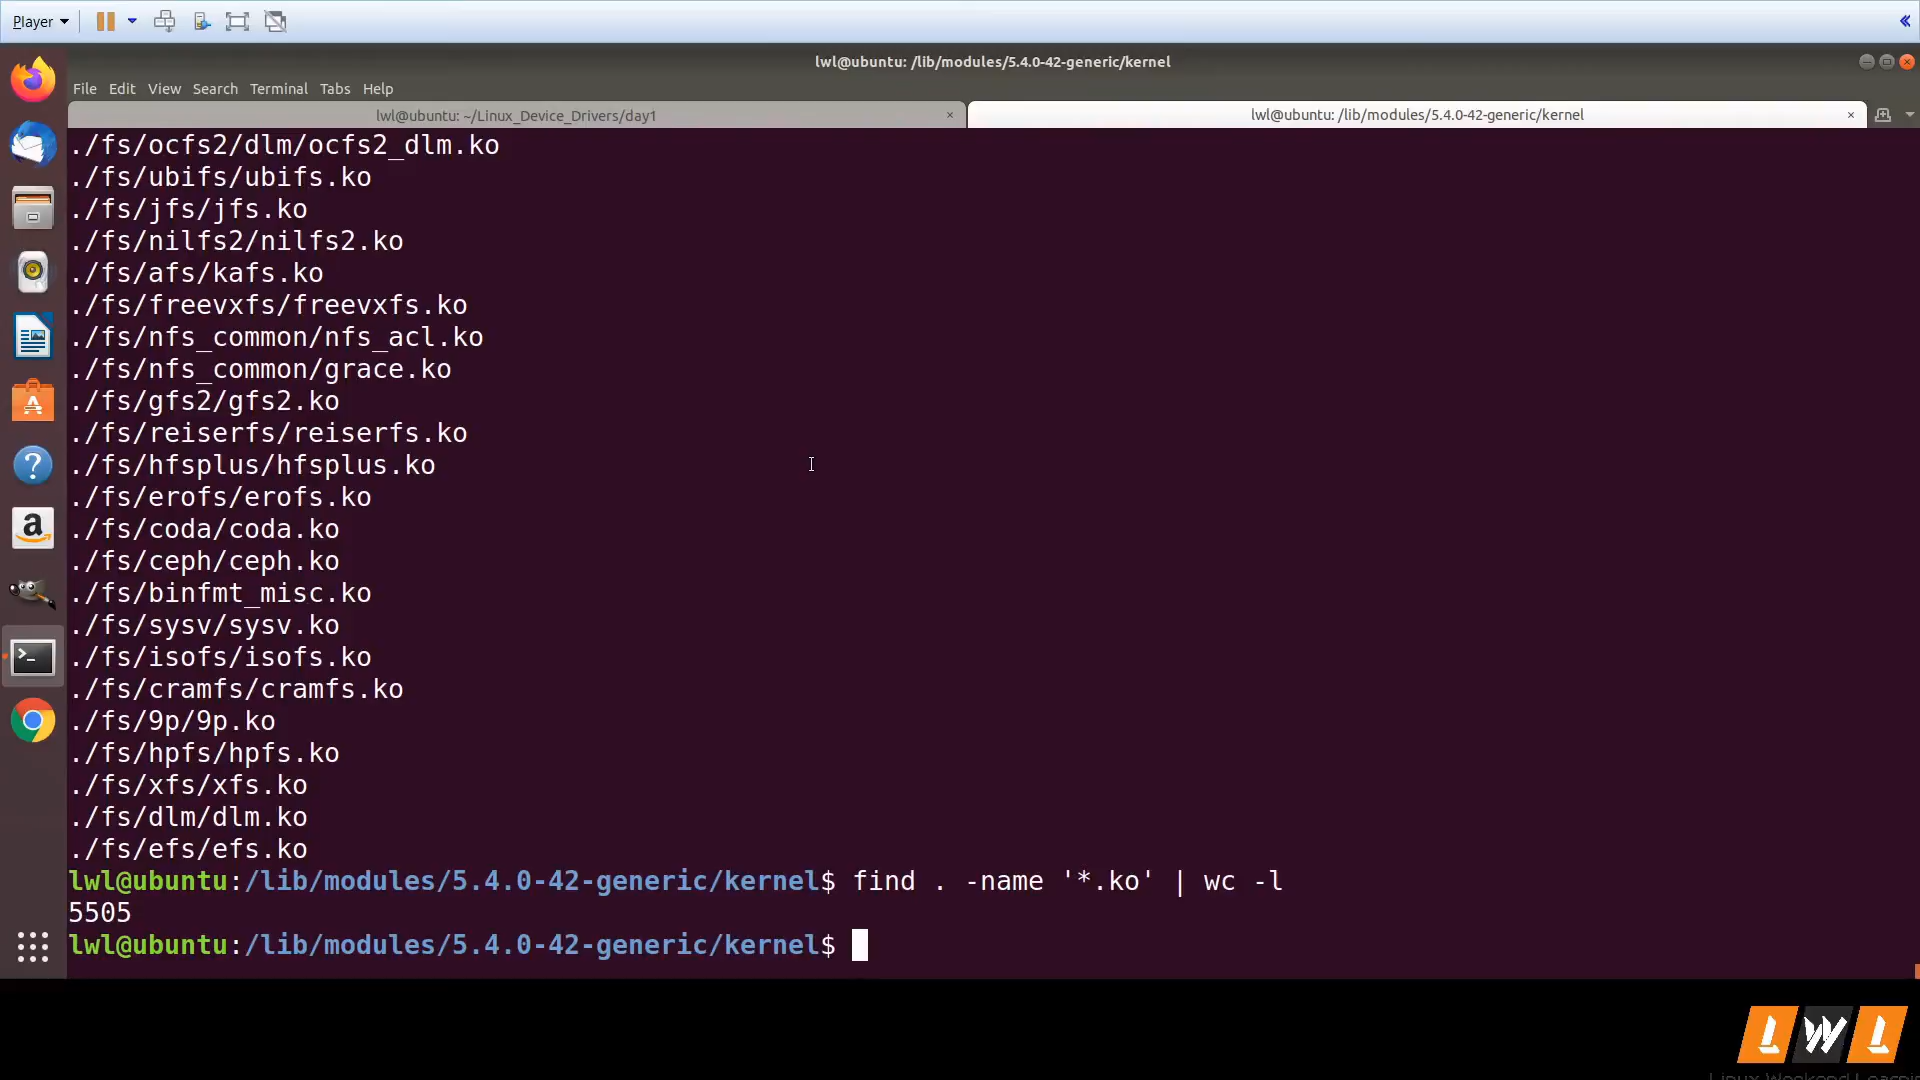 Player
lwl@ubuntu: /lib/modules/5.4.0-42-generic/kernel
File Edit View Search Terminal Tabs Help
lwl@ubuntu: ~/Linux_Device_Drivers/day1
lwl@ubuntu: /lib/modules/5.4.0-42-generic/kernel
./fs/ocfs2/dlm/ocfs2_dlm.ko
./fs/ubifs/ubifs.ko
./fs/jfs/jfs.ko
./fs/nilfs2/nilfs2.ko
./fs/afs/kafs.ko
./fs/freevxfs/freevxfs.ko
./fs/nfs_common/nfs_acl.ko
./fs/nfs_common/grace.ko
./fs/gfs2/gfs2.ko
./fs/reiserfs/reiserfs.ko
./fs/hfsplus/hfsplus.ko
./fs/erofs/erofs.ko
./fs/coda/coda.ko
./fs/ceph/ceph.ko
./fs/binfmt_misc.ko
./fs/sysv/sysv.ko
./fs/isofs/isofs.ko
./fs/cramfs/cramfs.ko
./fs/9p/9p.ko
./fs/hpfs/hpfs.ko
./fs/xfs/xfs.ko
./fs/dlm/dlm.ko
./fs/efs/efs.ko
lwl@ubuntu:/lib/modules/5.4.0-42-generic/kernel$ find . -name '*.ko' | wc -l
5505
lwl@ubuntu:/lib/modules/5.4.0-42-generic/kernel$
LWL